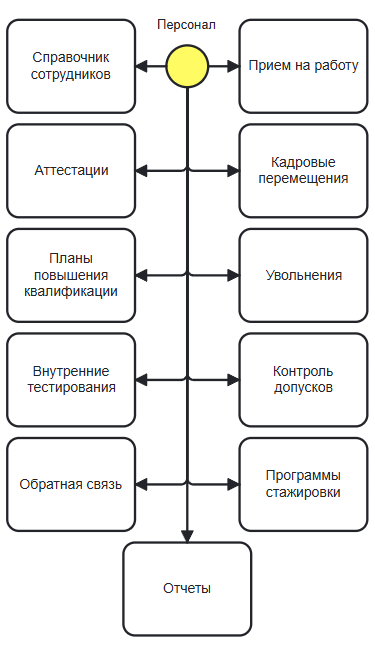 Персонал
Справочник
сотрудников
Прием на работу
Аттестации
Кадровые
перемещения
Планы
повышения
квалификации
Увольнения
Внутренние
тестирования
Контроль
допусков
Обратная связь
Программы
стажировки
Отчеты